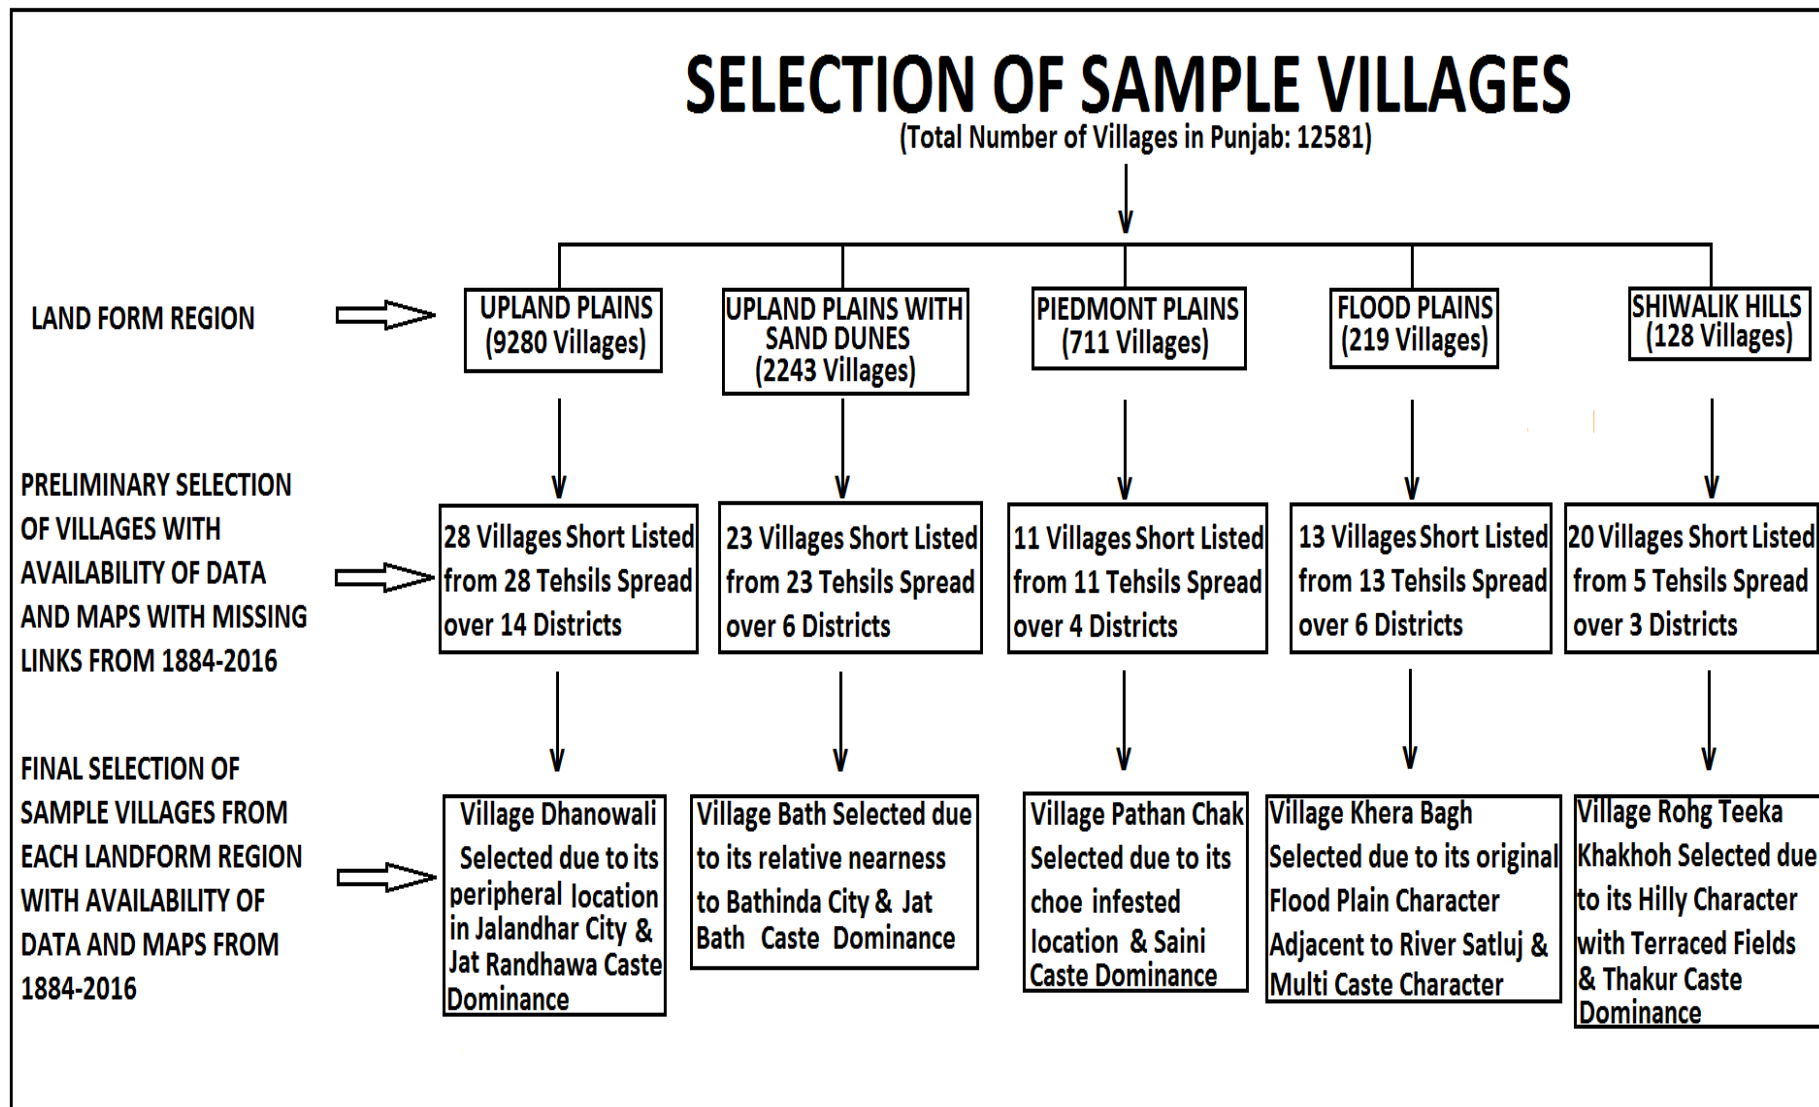 SELECTION OF SAMPLE VILLAGES
(Total Number of Villages in Punjab: 12581)
LAND FORM REGION
UPLAND PLAINS
(9280 Villages)
UPLAND PLAINS WITH
SAND DUNES
(2243 Villages)
PIEDMONT PLAINS
(711 Villages)
FLOOD PLAINS
(219 Villages)
SHIWALIK HILLS
(128 Villages)
PRELIMINARY SELECTION
OF VILLAGES WITH
AVAILABILITY OF DATA
AND MAPS WITH MISSING
LINKS FROM 1884-2016
28 Villages Short Listed
from 28 Tehsils Spread
over 14 Districts
23 Villages Short Listed
from 23 Tehsils Spread
over 6 Districts
11 Villages Short Listed
from 11 Tehsils Spread
over 4 Districts
13 Villages Short Listed
from 13 Tehsils Spread
over 6 Districts
20 Villages Short Listed
from 5 Tehsils Spread
over 3 Districts
FINAL SELECTION OF
SAMPLE VILLAGES FROM
EACH LANDFORM REGION
WITH AVAILABILITY OF
DATA AND MAPS FROM
1884-2016
Village Dhanowali
Selected due to its
peripheral location
in Jalandhar City &
Jat Randhawa Caste
Dominance
Village Bath Selected due
to its relative nearness
to Bathinda City & Jat
Bath Caste Dominance
Village Pathan Chak
Selected due to its
choe infested
location & Saini
Caste Dominance
Village Khera Bagh
Selected due to its original
Flood Plain Character
Adjacent to River Satluj &
Multi Caste Character
Village Rohg Teeka
Khakhoh Selected due
to its Hilly Character
with Terraced Fields
& Thakur Caste
Dominance